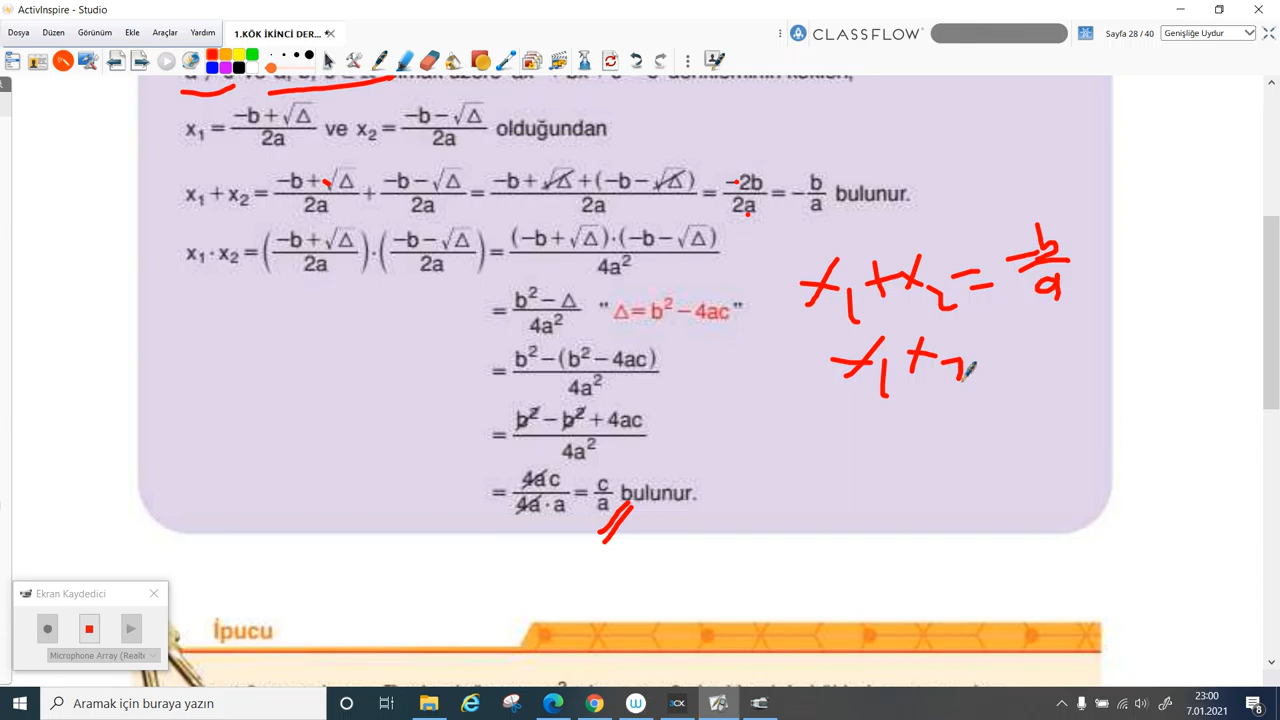 ActivInspire - Studio
Dosya Düzen Görünüm Ekle Araçlar Yardım 1.KÖK İKİNCİ DER... CLASSFLOW Sayfa 28 / 40 Genişliğe Uydur
x₁ = (-b + √Δ)/2a ve x₂ = (-b - √Δ)/2a olduğundan
x₁ + x₂ = (-b + √Δ)/2a + (-b - √Δ)/2a = (-b + √Δ + (-b - √Δ))/2a = -2b/2a = -b/a bulunur.
x₁ · x₂ = ((-b + √Δ)/2a) · ((-b - √Δ)/2a) = ((-b + √Δ) · (-b - √Δ))/4a²
= (b² - Δ)/4a² "Δ = b² - 4ac"
= (b² - (b² - 4ac))/4a²
= (b² - b² + 4ac)/4a²
= 4ac/(4a · a) = c/a bulunur.
x₁ + x₂ = -b/a
x₁ +
Ekran Kaydedici
Microphone Array (Realte
İpucu
Aramak için buraya yazın
23:00
7.01.2021
8